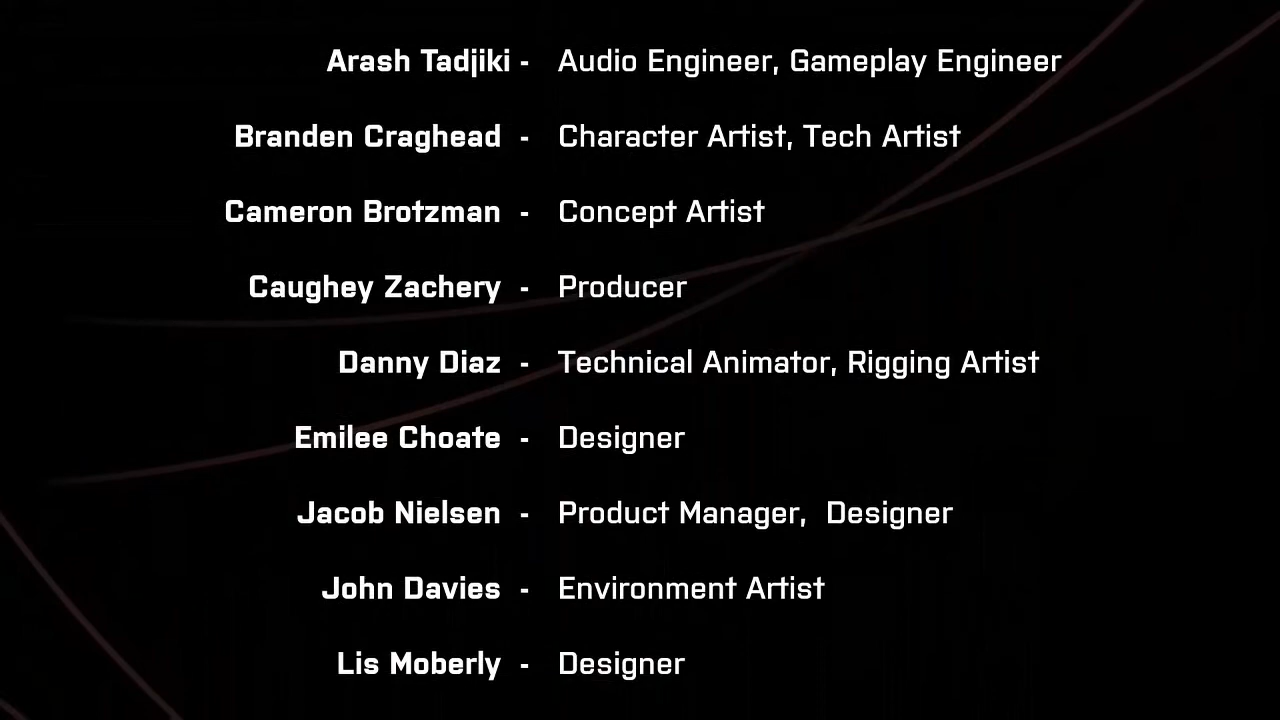 Arash Tadjiki - Audio Engineer, Gameplay Engineer
Branden Craghead - Character Artist, Tech Artist
Cameron Brotzman - Concept Artist
Caughey Zachery - Producer
Danny Diaz - Technical Animator, Rigging Artist
Emilee Choate - Designer
Jacob Nielsen - Product Manager,  Designer
John Davies - Environment Artist
Lis Moberly - Designer